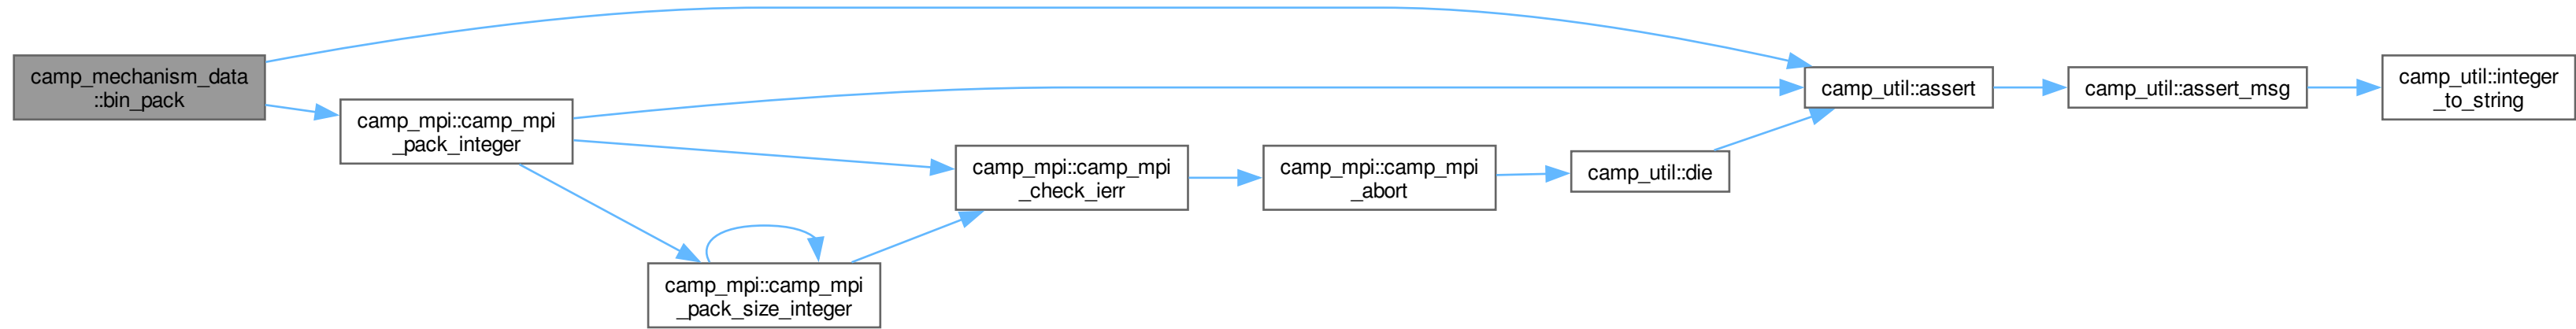 camp_mechanism_data
::bin_pack
camp_mpi::camp_mpi
_pack_integer
camp_mpi::camp_mpi
_pack_size_integer
camp_mpi::camp_mpi
_check_ierr
camp_mpi::camp_mpi
_abort
camp_util::die
camp_util::assert
camp_util::assert_msg
camp_util::integer
_to_string